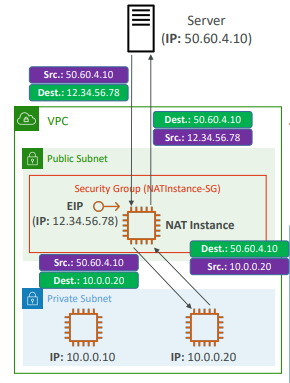 Server
(IP: 50.60.4.10)
Src.: 50.60.4.10
Dest.: 12.34.56.78
VPC
Dest.: 50.60.4.10
Src.: 12.34.56.78
Public Subnet
Security Group (NATInstance-SG)
EIP
(IP: 12.34.56.78)
NAT Instance
Dest.: 50.60.4.10
Src.: 10.0.0.20
Src.: 50.60.4.10
Dest.: 10.0.0.20
Private Subnet
IP: 10.0.0.10
IP: 10.0.0.20